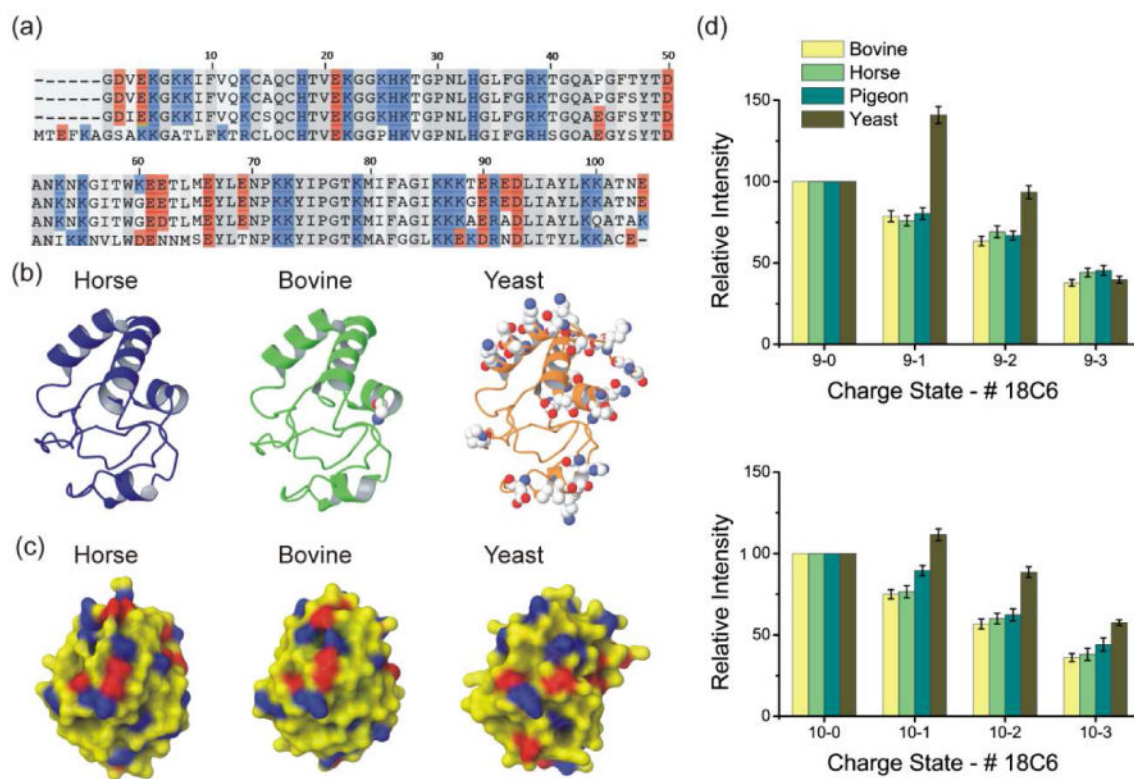 (a)
10 20 30 40 50
------GDVEKGKKIFVQKCAQCHTVEKGGKHKTGPNLHGLFGRKTGQAPGFTYTD
------GDVEKGKKIFVQKCAQCHTVEKGGKHKTGPNLHGLFGRKTGQAPGFSYTD
------GDIEKGKKIFVQKCSQCHTVEKGGKHKTGPNLHGLFGRKTGQAEGFSYTD
MTEFKAGSAKKGATLFKTRCLQCHTVEKGGPHKVGPNLHGIFGRHSGQAEGYSYTD
60 70 80 90 100
ANKNKGITWKEETLMEYLENPKKYIPGTKMIFAGIKKKTEREDLIAYLKKATNE
ANKNKGITWGEETLMEYLENPKKYIPGTKMIFAGIKKKGEREDLIAYLKKATNE
ANKNKGITWGEDTLMEYLENPKKYIPGTKMIFAGIKKKAERADLIAYLKQATAK
ANIKKNVLWDENNMSEYLTNPKKYIPGTKMAFGGLKKEKDRNDLITYLKKACE-
(b)
Horse
Bovine
Yeast
(c)
Horse
Bovine
Yeast
(d)
Bovine
Horse
Pigeon
Yeast
150
100
50
0
Relative Intensity
9-0 9-1 9-2 9-3
Charge State - # 18C6
150
100
50
0
Relative Intensity
10-0 10-1 10-2 10-3
Charge State - # 18C6